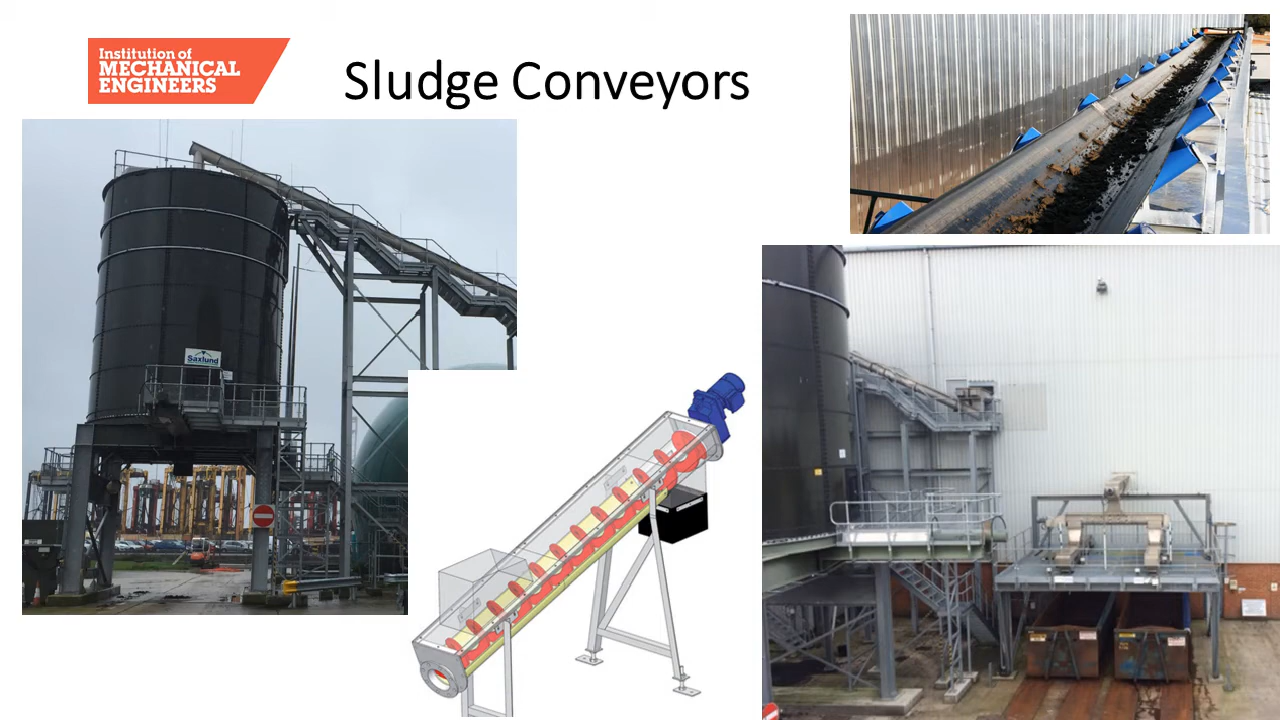 Institution of
MECHANICAL
ENGINEERS
Sludge Conveyors
Saxlund